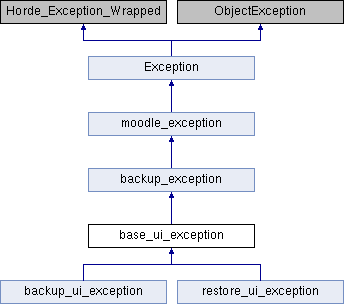 Horde_Exception_Wrapped
ObjectException
Exception
moodle_exception
backup_exception
base_ui_exception
backup_ui_exception
restore_ui_exception